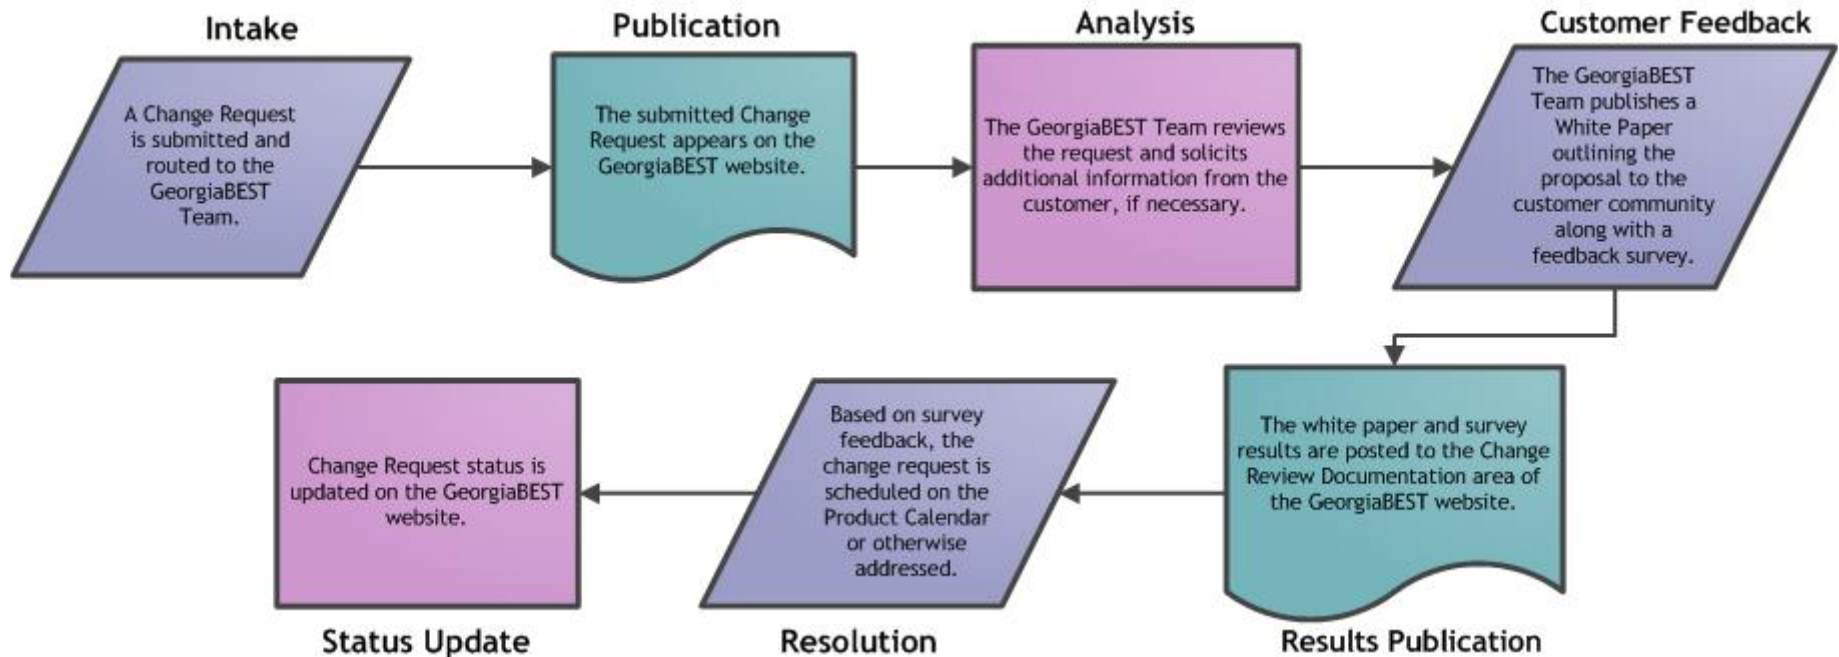 Intake
A Change Request
is submitted and
routed to the
GeorgiaBEST
Team.
Publication
The submitted Change
Request appears on the
GeorgiaBEST website.
Analysis
The GeorgiaBEST Team reviews
the request and solicits
additional information from the
customer, if necessary.
Customer Feedback
The GeorgiaBEST
Team publishes a
White Paper
outlining the
proposal to the
customer community
along with a
feedback survey.
The white paper and survey
results are posted to the Change
Review Documentation area of
the GeorgiaBEST website.
Results Publication
Based on survey
feedback, the
change request is
scheduled on the
Product Calendar
or otherwise
addressed.
Resolution
Change Request status is
updated on the GeorgiaBEST
website.
Status Update